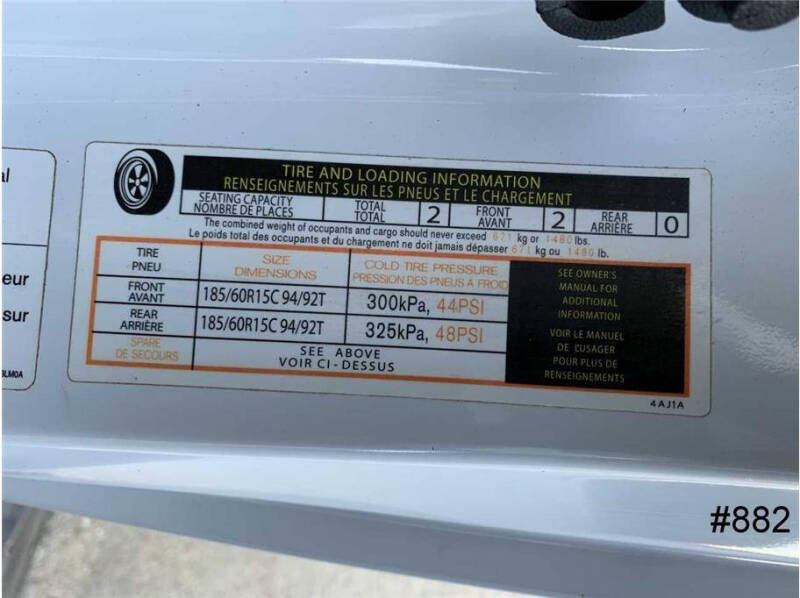 TIRE AND LOADING INFORMATION
RENSEIGNEMENTS SUR LES PNEUS ET LE CHARGEMENT
SEATING CAPACITY TOTAL 2 FRONT 2 REAR 0
NOMBRE DE PLACES TOTAL AVANT ARRIÈRE
The combined weight of occupants and cargo should never exceed 671 kg or 1480 lbs.
Le poids total des occupants et du chargement ne doit jamais dépasser 671 kg ou 1480 lb.
TIRE SIZE COLD TIRE PRESSURE
PNEU DIMENSIONS PRESSION DES PNEUS A FROID
FRONT 185/60R15C 94/92T 300kPa, 44PSI
AVANT
REAR 185/60R15C 94/92T 325kPa, 48PSI
ARRIÈRE
SPARE SEE ABOVE
DE SECOURS VOIR CI-DESSUS
SEE OWNER'S
MANUAL FOR
ADDITIONAL
INFORMATION
VOIR LE MANUEL
DE L'USAGER
POUR PLUS DE
RENSEIGNEMENTS
4AJ1A
al
eur
sur
#882